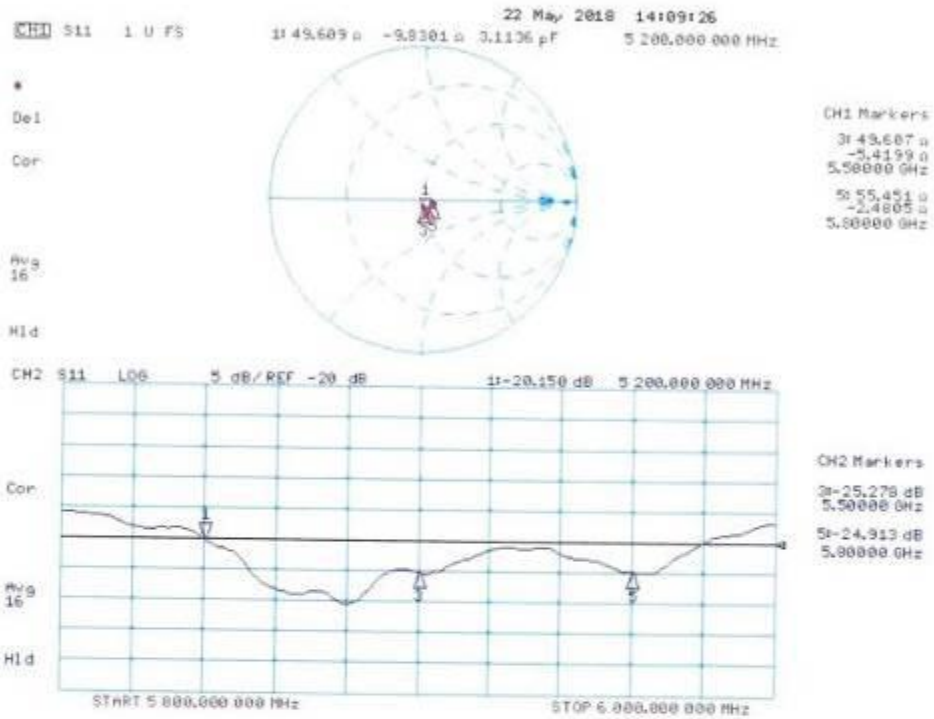 22 May 2018 14:09:26
CH1 S11 1 U FS 1: 49.609 Ω -9.8301 Ω 3.1136 pF 5 200.000 000 MHz
*
Del
Cor
Avg
16
Hld
CH1 Markers
3: 49.607 Ω
-5.4199 Ω
5.50000 GHz
5: 55.451 Ω
-2.4805 Ω
5.80000 GHz
1
CH2 S11 LOG 5 dB/REF -20 dB 1:-20.150 dB 5 200.000 000 MHz
Cor
Avg
16
Hld
1
3
5
CH2 Markers
3:-25.278 dB
5.50000 GHz
5:-24.913 dB
5.80000 GHz
START 5 000.000 000 MHz STOP 6 000.000 000 MHz